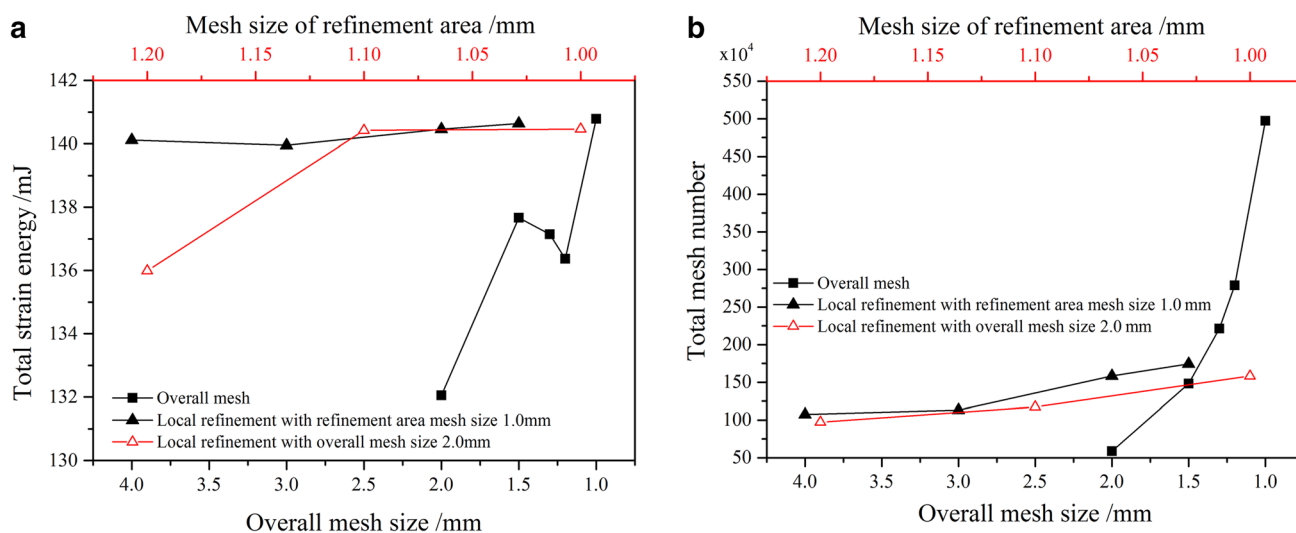 a
Mesh size of refinement area /mm
1.20 1.15 1.10 1.05 1.00
142
140
138
136
134
132
130
Total strain energy /mJ
Overall mesh
Local refinement with refinement area mesh size 1.0mm
Local refinement with overall mesh size 2.0mm
4.0 3.5 3.0 2.5 2.0 1.5 1.0
Overall mesh size /mm
b
Mesh size of refinement area /mm
x10⁴
1.20 1.15 1.10 1.05 1.00
550
500
450
400
350
300
250
200
150
100
50
Total mesh number
Overall mesh
Local refinement with refinement area mesh size 1.0 mm
Local refinement with overall mesh size 2.0 mm
4.0 3.5 3.0 2.5 2.0 1.5 1.0
Overall mesh size /mm